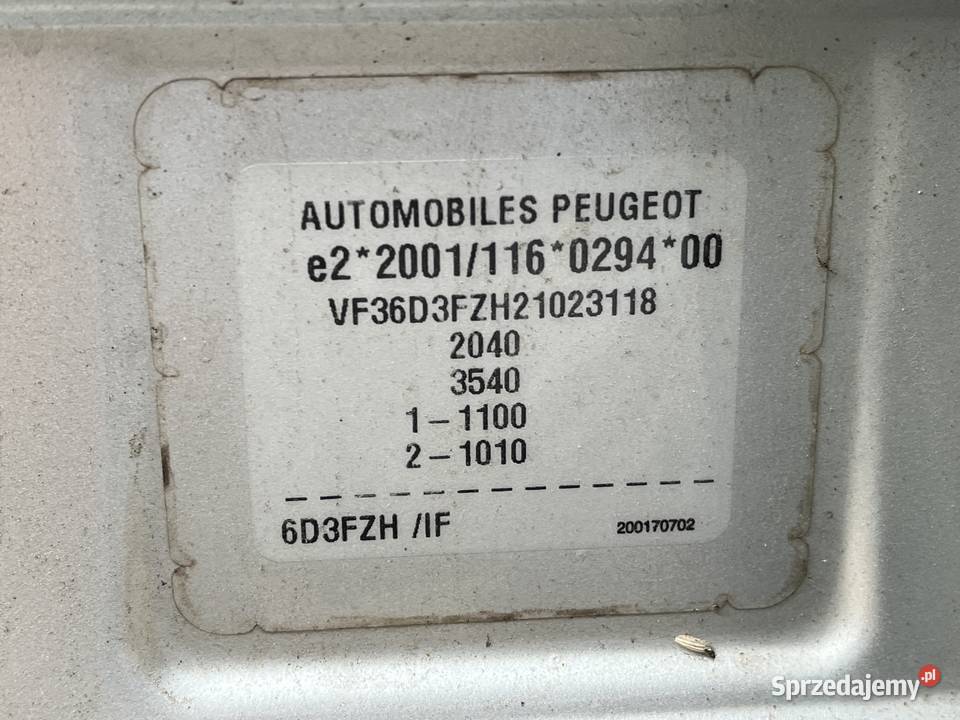 AUTOMOBILES PEUGEOT
e2*2001/116*0294*00
VF36D3FZH21023118
2040
3540
1-1100
2-1010
6D3FZH /IF 200170702
Sprzedajemy.pl